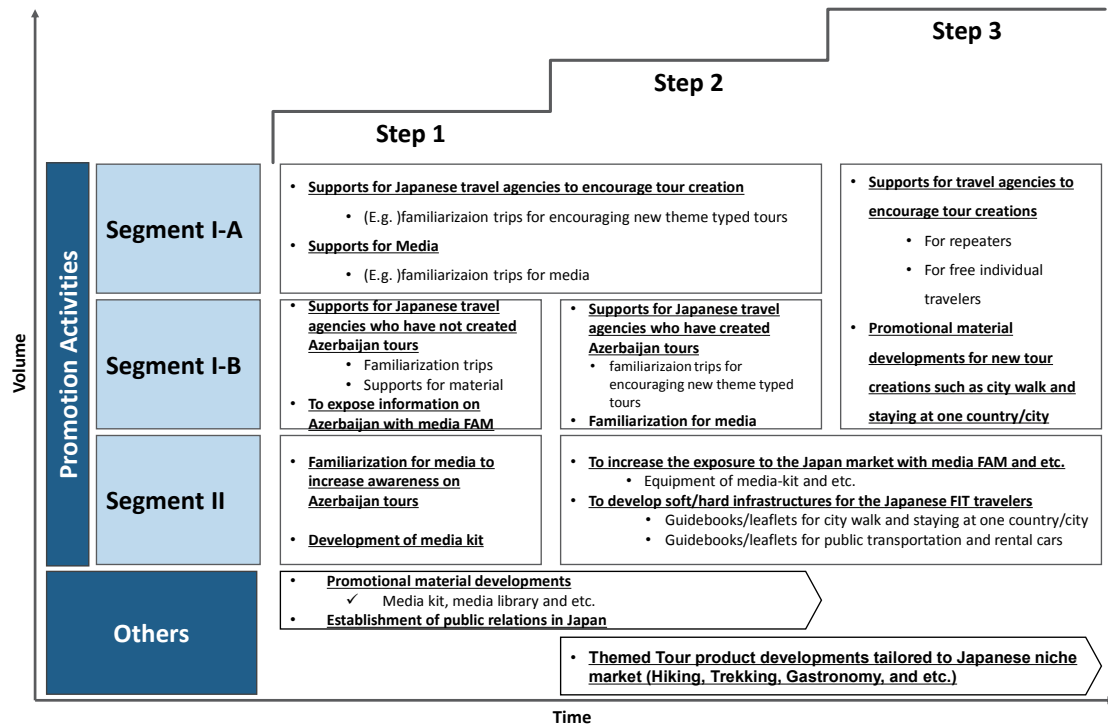 Step 3
Step 2
Step 1
Volume
Promotion Activities
Segment I-A
• Supports for Japanese travel agencies to encourage tour creation
• (E.g. )familiarizaion trips for encouraging new theme typed tours
• Supports for Media
• (E.g. )familiarizaion trips for media
• Supports for travel agencies to
encourage tour creations
• For repeaters
• For free individual
travelers
• Promotional material
developments for new tour
creations such as city walk and
staying at one country/city
Segment I-B
• Supports for Japanese travel
agencies who have not created
Azerbaijan tours
• Familiarization trips
• Supports for material
• To expose information on
Azerbaijan with media FAM
• Supports for Japanese travel
agencies who have created
Azerbaijan tours
• familiarizaion trips for
encouraging new theme typed
tours
• Familiarization for media
Segment II
• Familiarization for media to
increase awareness on
Azerbaijan tours
• Development of media kit
• To increase the exposure to the Japan market with media FAM and etc.
• Equipment of media-kit and etc.
• To develop soft/hard infrastructures for the Japanese FIT travelers
• Guidebooks/leaflets for city walk and staying at one country/city
• Guidebooks/leaflets for public transportation and rental cars
Others
• Promotional material developments
✓ Media kit, media library and etc.
• Establishment of public relations in Japan
• Themed Tour product developments tailored to Japanese niche
market (Hiking, Trekking, Gastronomy, and etc.)
Time